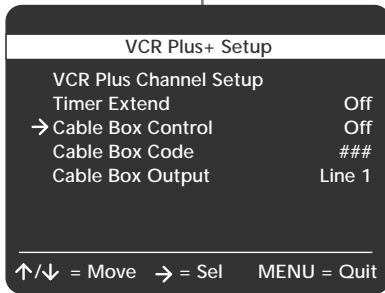 VCR Plus+ Setup
VCR Plus Channel Setup
Timer Extend Off
→ Cable Box Control Off
Cable Box Code ###
Cable Box Output Line 1
↑/↓ = Move → = Sel MENU = Quit